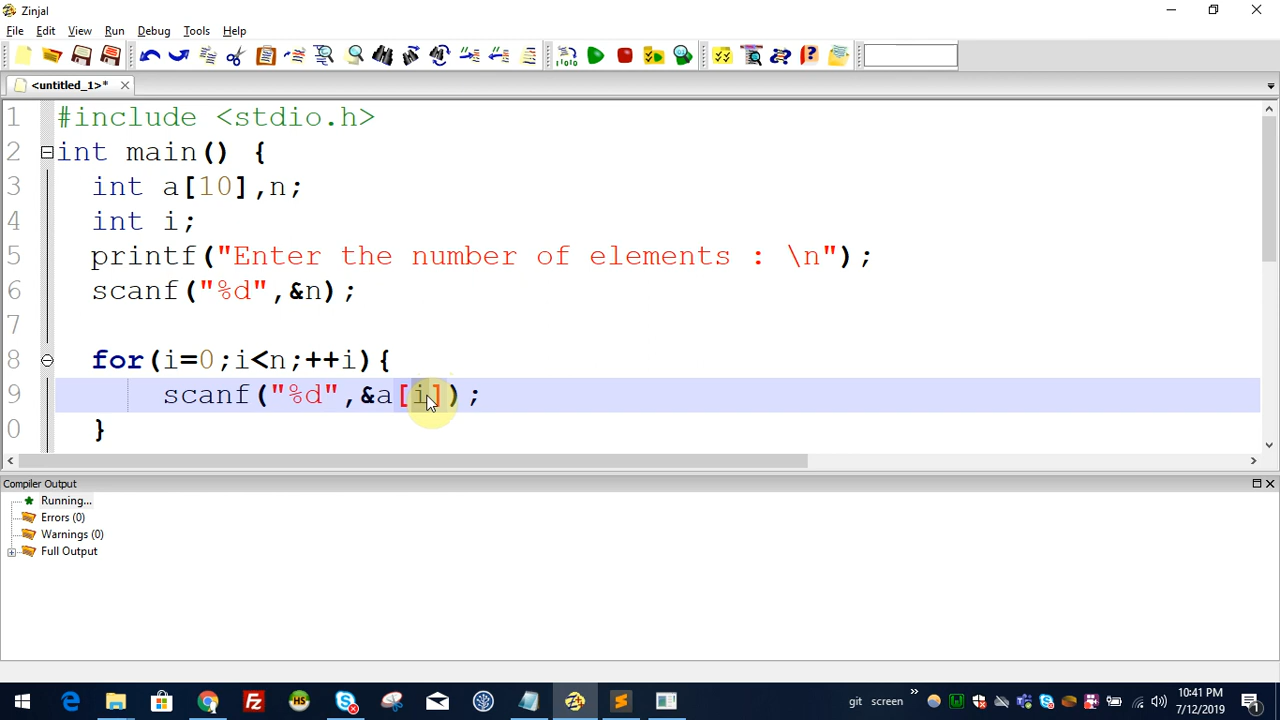 Zinjal
File Edit View Run Debug Tools Help
<untitled_1>*
1 #include <stdio.h>
2 int main() {
3 int a[10],n;
4 int i;
5 printf("Enter the number of elements : \n");
6 scanf("%d",&n);
7
8 for(i=0;i<n;++i){
9 scanf("%d",&a[i]);
0 }
Compiler Output
Running...
Errors (0)
Warnings (0)
Full Output
git screen
10:41 PM
7/12/2019